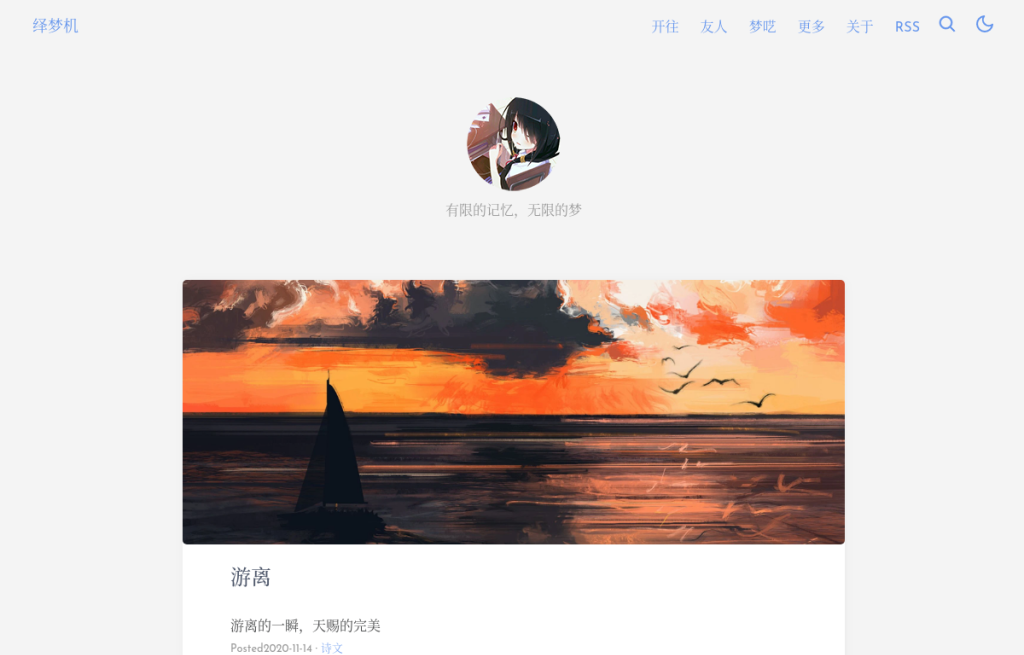 绎梦机
开往 友人 梦呓 更多 关于 RSS
有限的记忆，无限的梦
游离
游离的一瞬，天赐的完美
Posted2020-11-14 · 诗文